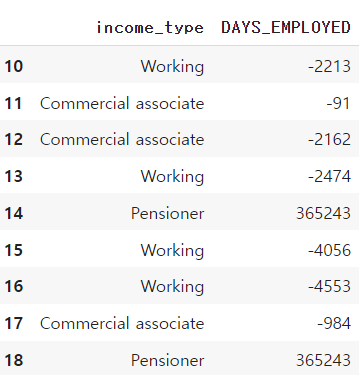 income_type DAYS_EMPLOYED
10 Working -2213
11 Commercial associate -91
12 Commercial associate -2162
13 Working -2474
14 Pensioner 365243
15 Working -4056
16 Working -4553
17 Commercial associate -984
18 Pensioner 365243